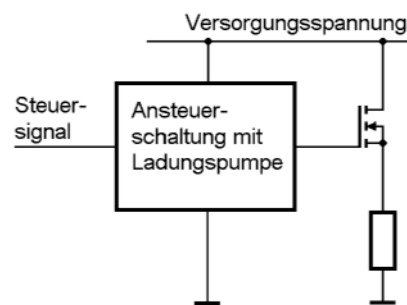 Versorgungsspannung
Steuer-
signal
Ansteuer-
schaltung mit
Ladungspumpe